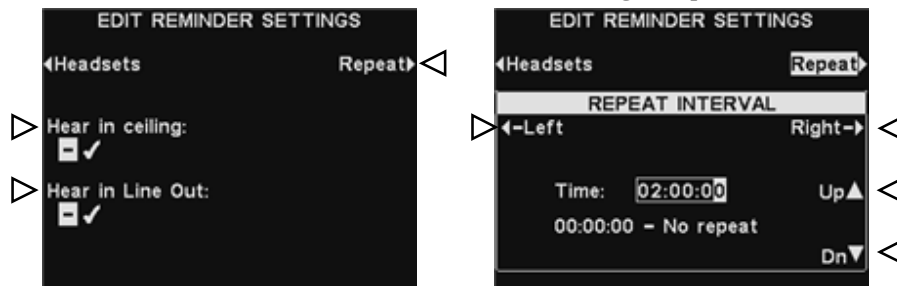 EDIT REMINDER SETTINGS
◂Headsets Repeat▸
Hear in ceiling:
- ✓
Hear in Line Out:
- ✓
EDIT REMINDER SETTINGS
◂Headsets Repeat▸
REPEAT INTERVAL
◂-Left Right-▸
Time: 02:00:00 Up▲
00:00:00 - No repeat
Dn▼